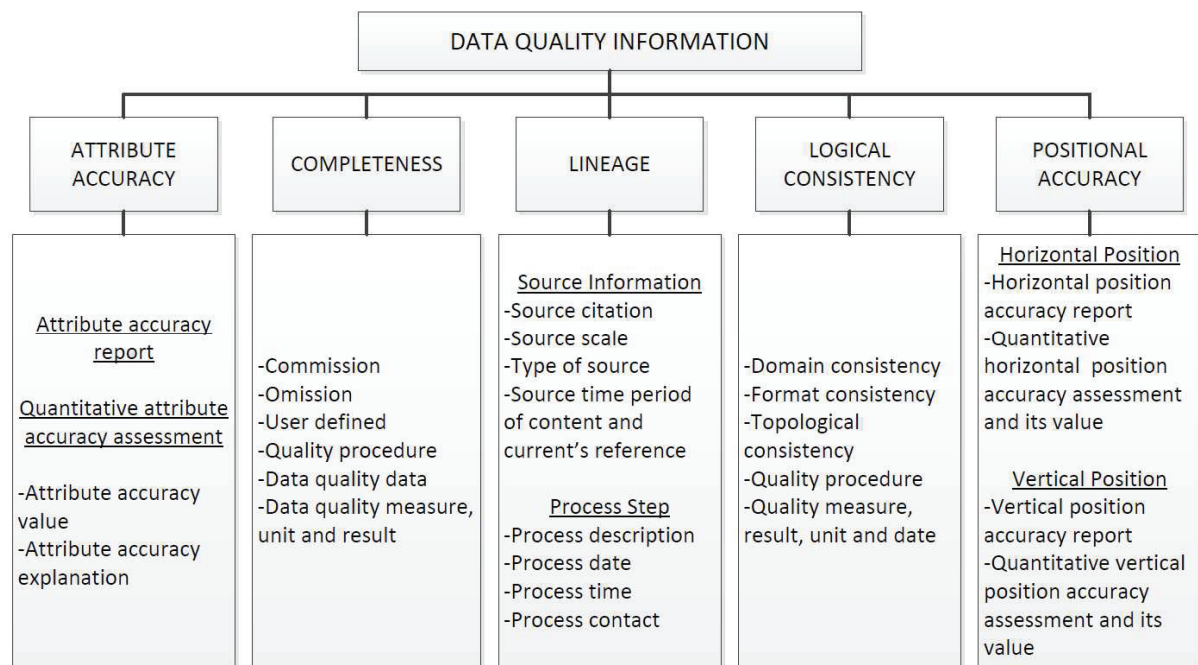 DATA QUALITY INFORMATION
ATTRIBUTE
ACCURACY
COMPLETENESS
LINEAGE
LOGICAL
CONSISTENCY
POSITIONAL
ACCURACY
Attribute accuracy
report
Quantitative attribute
accuracy assessment
-Attribute accuracy
value
-Attribute accuracy
explanation
-Commission
-Omission
-User defined
-Quality procedure
-Data quality data
-Data quality measure,
unit and result
Source Information
-Source citation
-Source scale
-Type of source
-Source time period
of content and
current’s reference
Process Step
-Process description
-Process date
-Process time
-Process contact
-Domain consistency
-Format consistency
-Topological
consistency
-Quality procedure
-Quality measure,
result, unit and date
Horizontal Position
-Horizontal position
accuracy report
-Quantitative
horizontal position
accuracy assessment
and its value
Vertical Position
-Vertical position
accuracy report
-Quantitative vertical
position accuracy
assessment and its
value